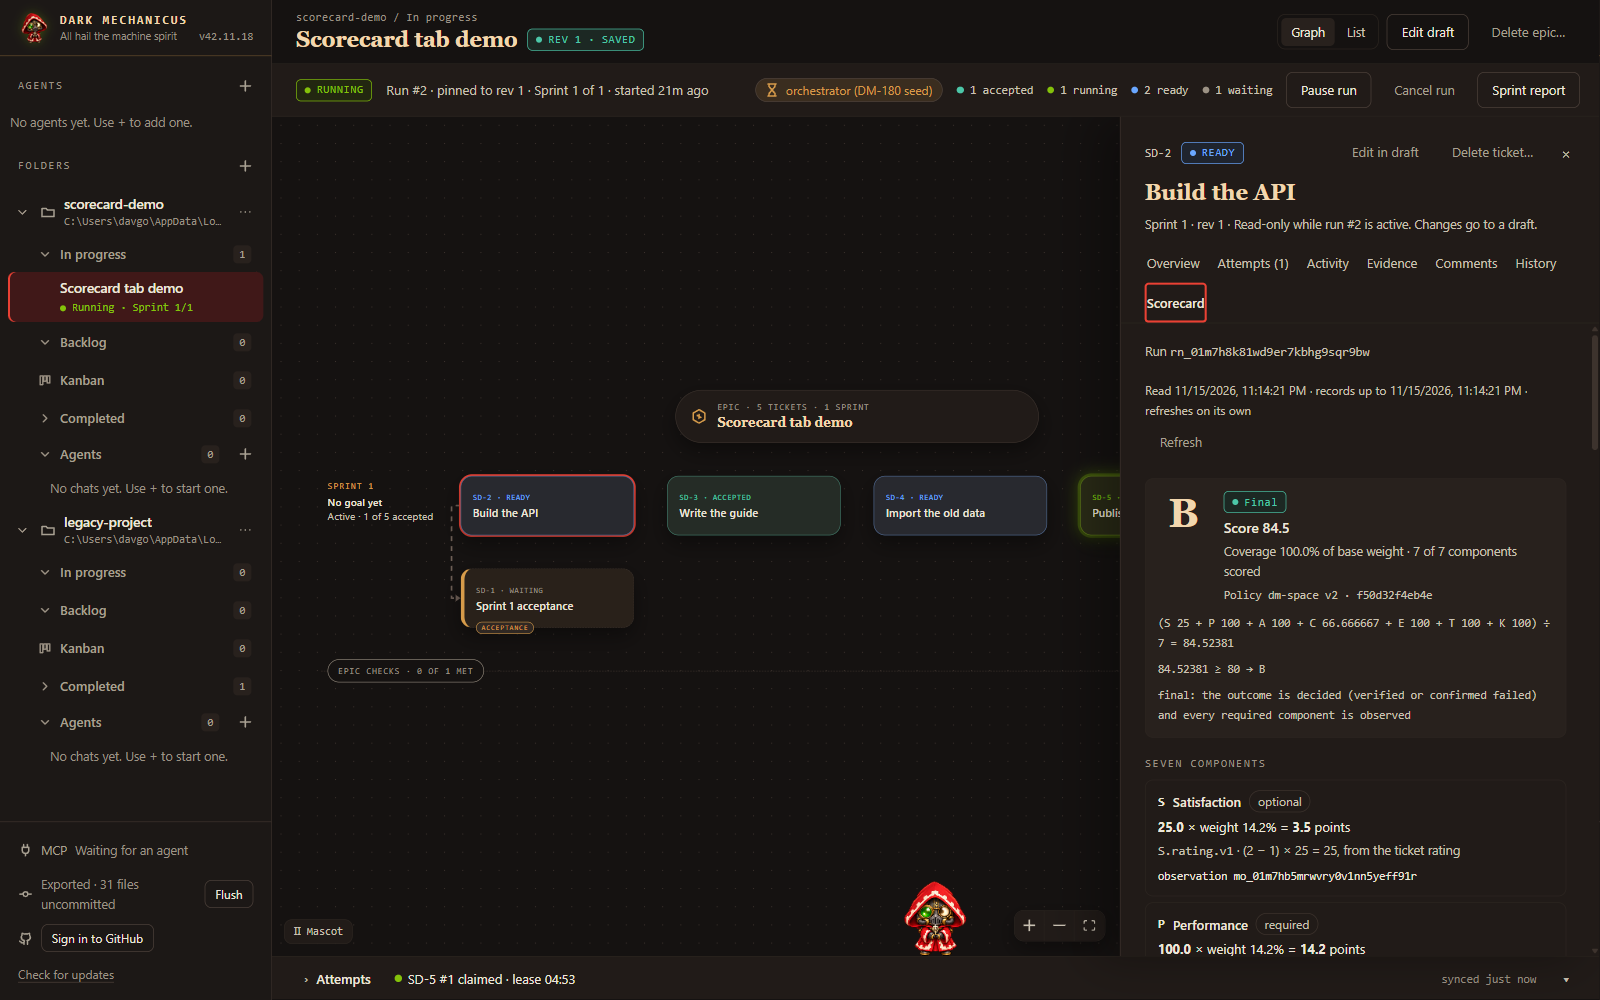 DARK MECHANICUS
All hail the machine spirit v42.11.18
AGENTS
No agents yet. Use + to add one.
FOLDERS
scorecard-demo
C:\Users\davgo\AppData\Lo…
In progress 1
Scorecard tab demo
Running · Sprint 1/1
Backlog 0
Kanban 0
Completed 0
Agents 0
No chats yet. Use + to start one.
legacy-project
C:\Users\davgo\AppData\Lo…
In progress 0
Backlog 0
Kanban 0
Completed 1
Agents 0
No chats yet. Use + to start one.
MCP Waiting for an agent
Exported · 31 files
uncommitted
Flush
Sign in to GitHub
Check for updates
scorecard-demo / In progress
Scorecard tab demo
REV 1 · SAVED
Graph List Edit draft Delete epic...
RUNNING
Run #2 · pinned to rev 1 · Sprint 1 of 1 · started 21m ago
orchestrator (DM-180 seed)
1 accepted 1 running 2 ready 1 waiting
Pause run Cancel run Sprint report
EPIC · 5 TICKETS · 1 SPRINT
Scorecard tab demo
SPRINT 1
No goal yet
Active · 1 of 5 accepted
SD-2 · READY
Build the API
SD-3 · ACCEPTED
Write the guide
SD-4 · READY
Import the old data
SD-5 ·
SD-1 · WAITING
Sprint 1 acceptance
ACCEPTANCE
EPIC CHECKS · 0 OF 1 MET
Mascot
Attempts
SD-5 #1 claimed · lease 04:53
synced just now
SD-2 READY Edit in draft Delete ticket... ×
Build the API
Sprint 1 · rev 1 · Read-only while run #2 is active. Changes go to a draft.
Overview Attempts (1) Activity Evidence Comments History
Scorecard
Run rn_01m7h8k81wd9er7kbhg9sqr9bw
Read 11/15/2026, 11:14:21 PM · records up to 11/15/2026, 11:14:21 PM ·
refreshes on its own
Refresh
B
Final
Score 84.5
Coverage 100.0% of base weight · 7 of 7 components
scored
Policy dm-space v2 · f50d32f4eb4e
(S 25 + P 100 + A 100 + C 66.666667 + E 100 + T 100 + K 100) ÷
7 = 84.52381
84.52381 ≥ 80 → B
final: the outcome is decided (verified or confirmed failed)
and every required component is observed
SEVEN COMPONENTS
S Satisfaction optional
25.0 × weight 14.2% = 3.5 points
S.rating.v1 · (2 − 1) × 25 = 25, from the ticket rating
observation mo_01m7hb5mrwvry0v1nn5yeff91r
P Performance required
100.0 × weight 14.2% = 14.2 points